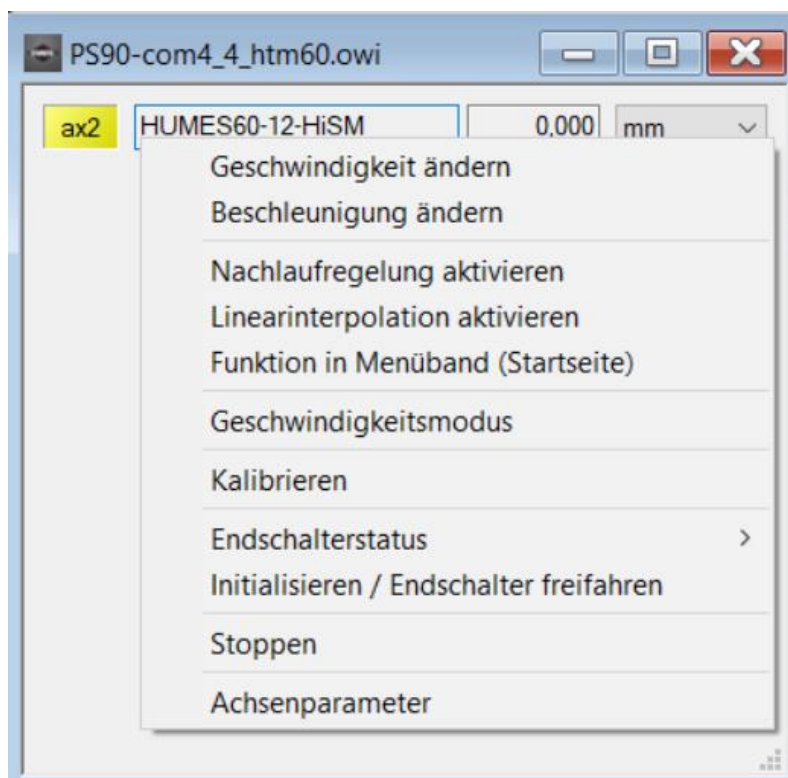 PS90-com4_4_htm60.owi
ax2 HUMES60-12-HiSM 0,000 mm
Geschwindigkeit ändern
Beschleunigung ändern
Nachlaufregelung aktivieren
Linearinterpolation aktivieren
Funktion in Menüband (Startseite)
Geschwindigkeitsmodus
Kalibrieren
Endschalterstatus
Initialisieren / Endschalter freifahren
Stoppen
Achsenparameter